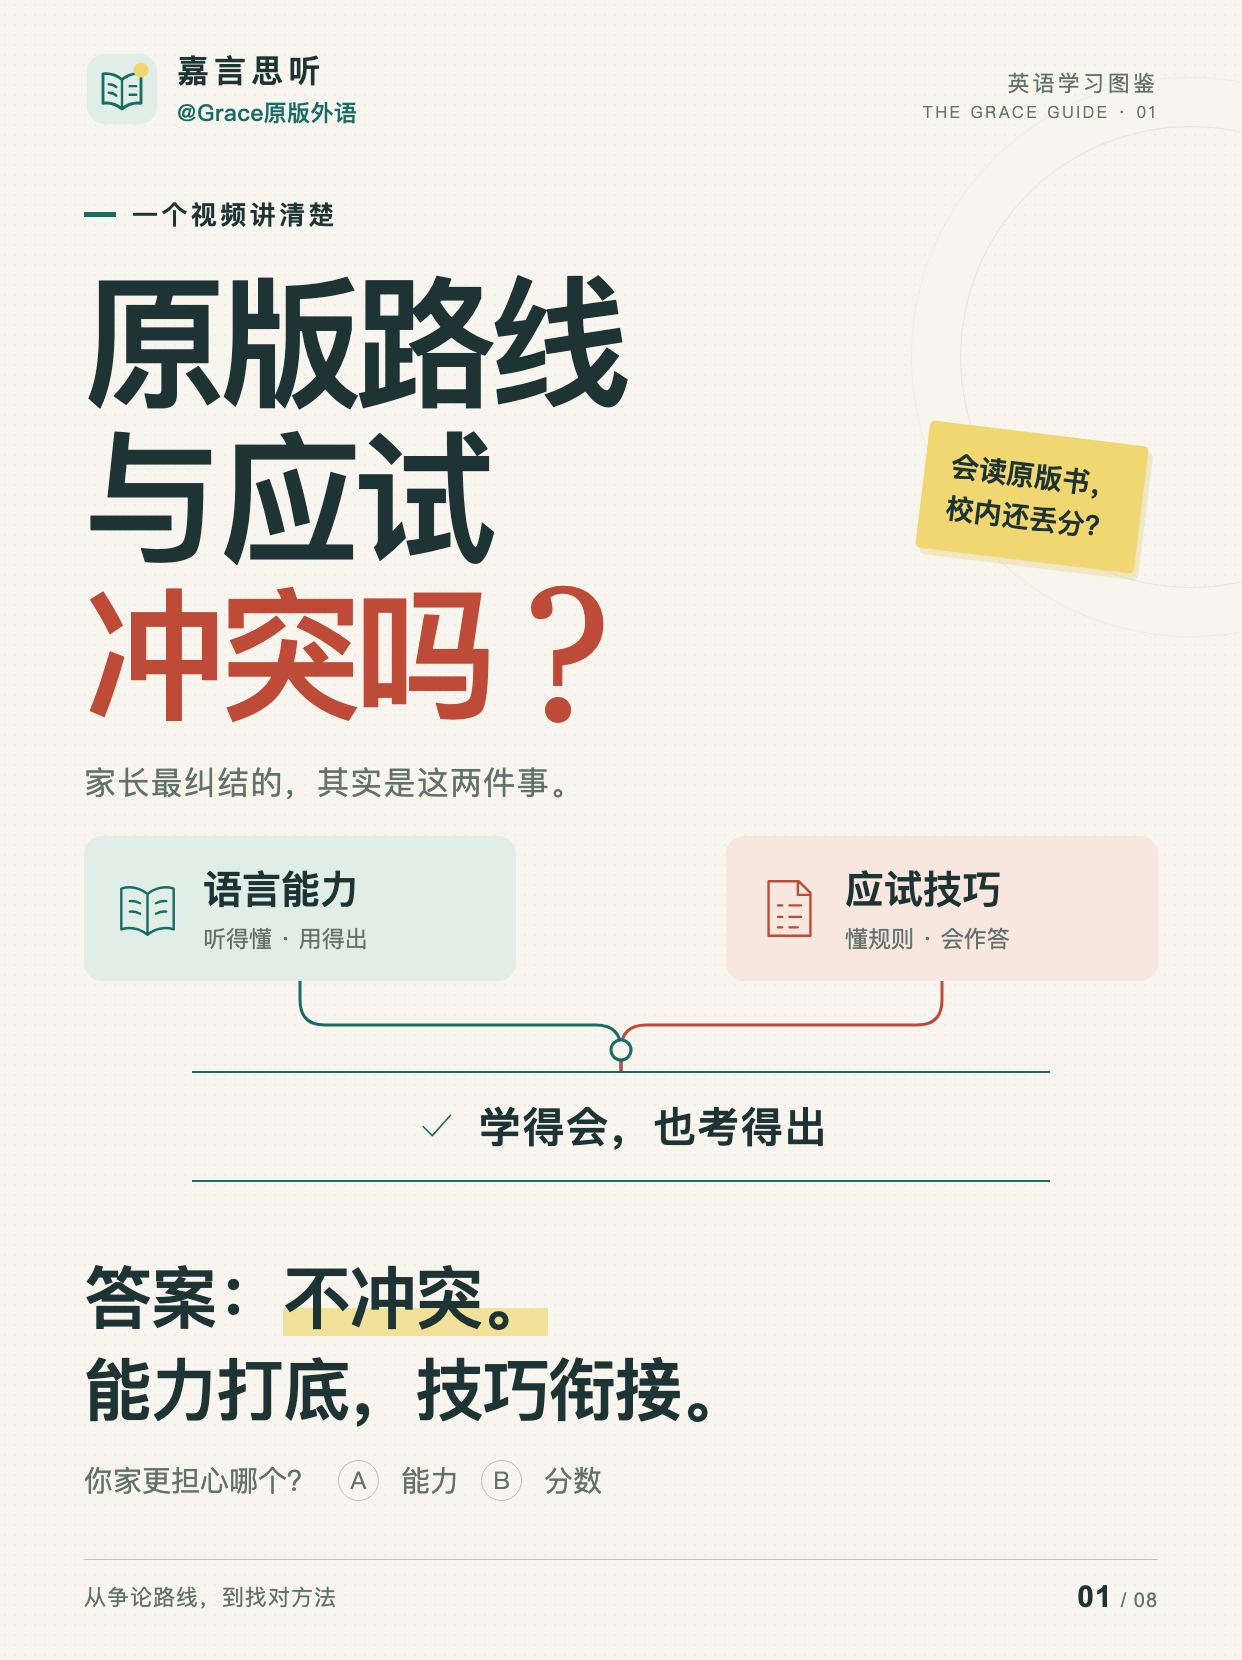 嘉言思听
@Grace原版外语
英语学习图鉴
THE GRACE GUIDE · 01
一个视频讲清楚
原版路线
与应试
冲突吗？
会读原版书，
校内还丢分？
家长最纠结的，其实是这两件事。
语言能力
听得懂 · 用得出
应试技巧
懂规则 · 会作答
学得会，也考得出
答案：不冲突。
能力打底，技巧衔接。
你家更担心哪个？ A 能力 B 分数
从争论路线，到找对方法
01 / 08